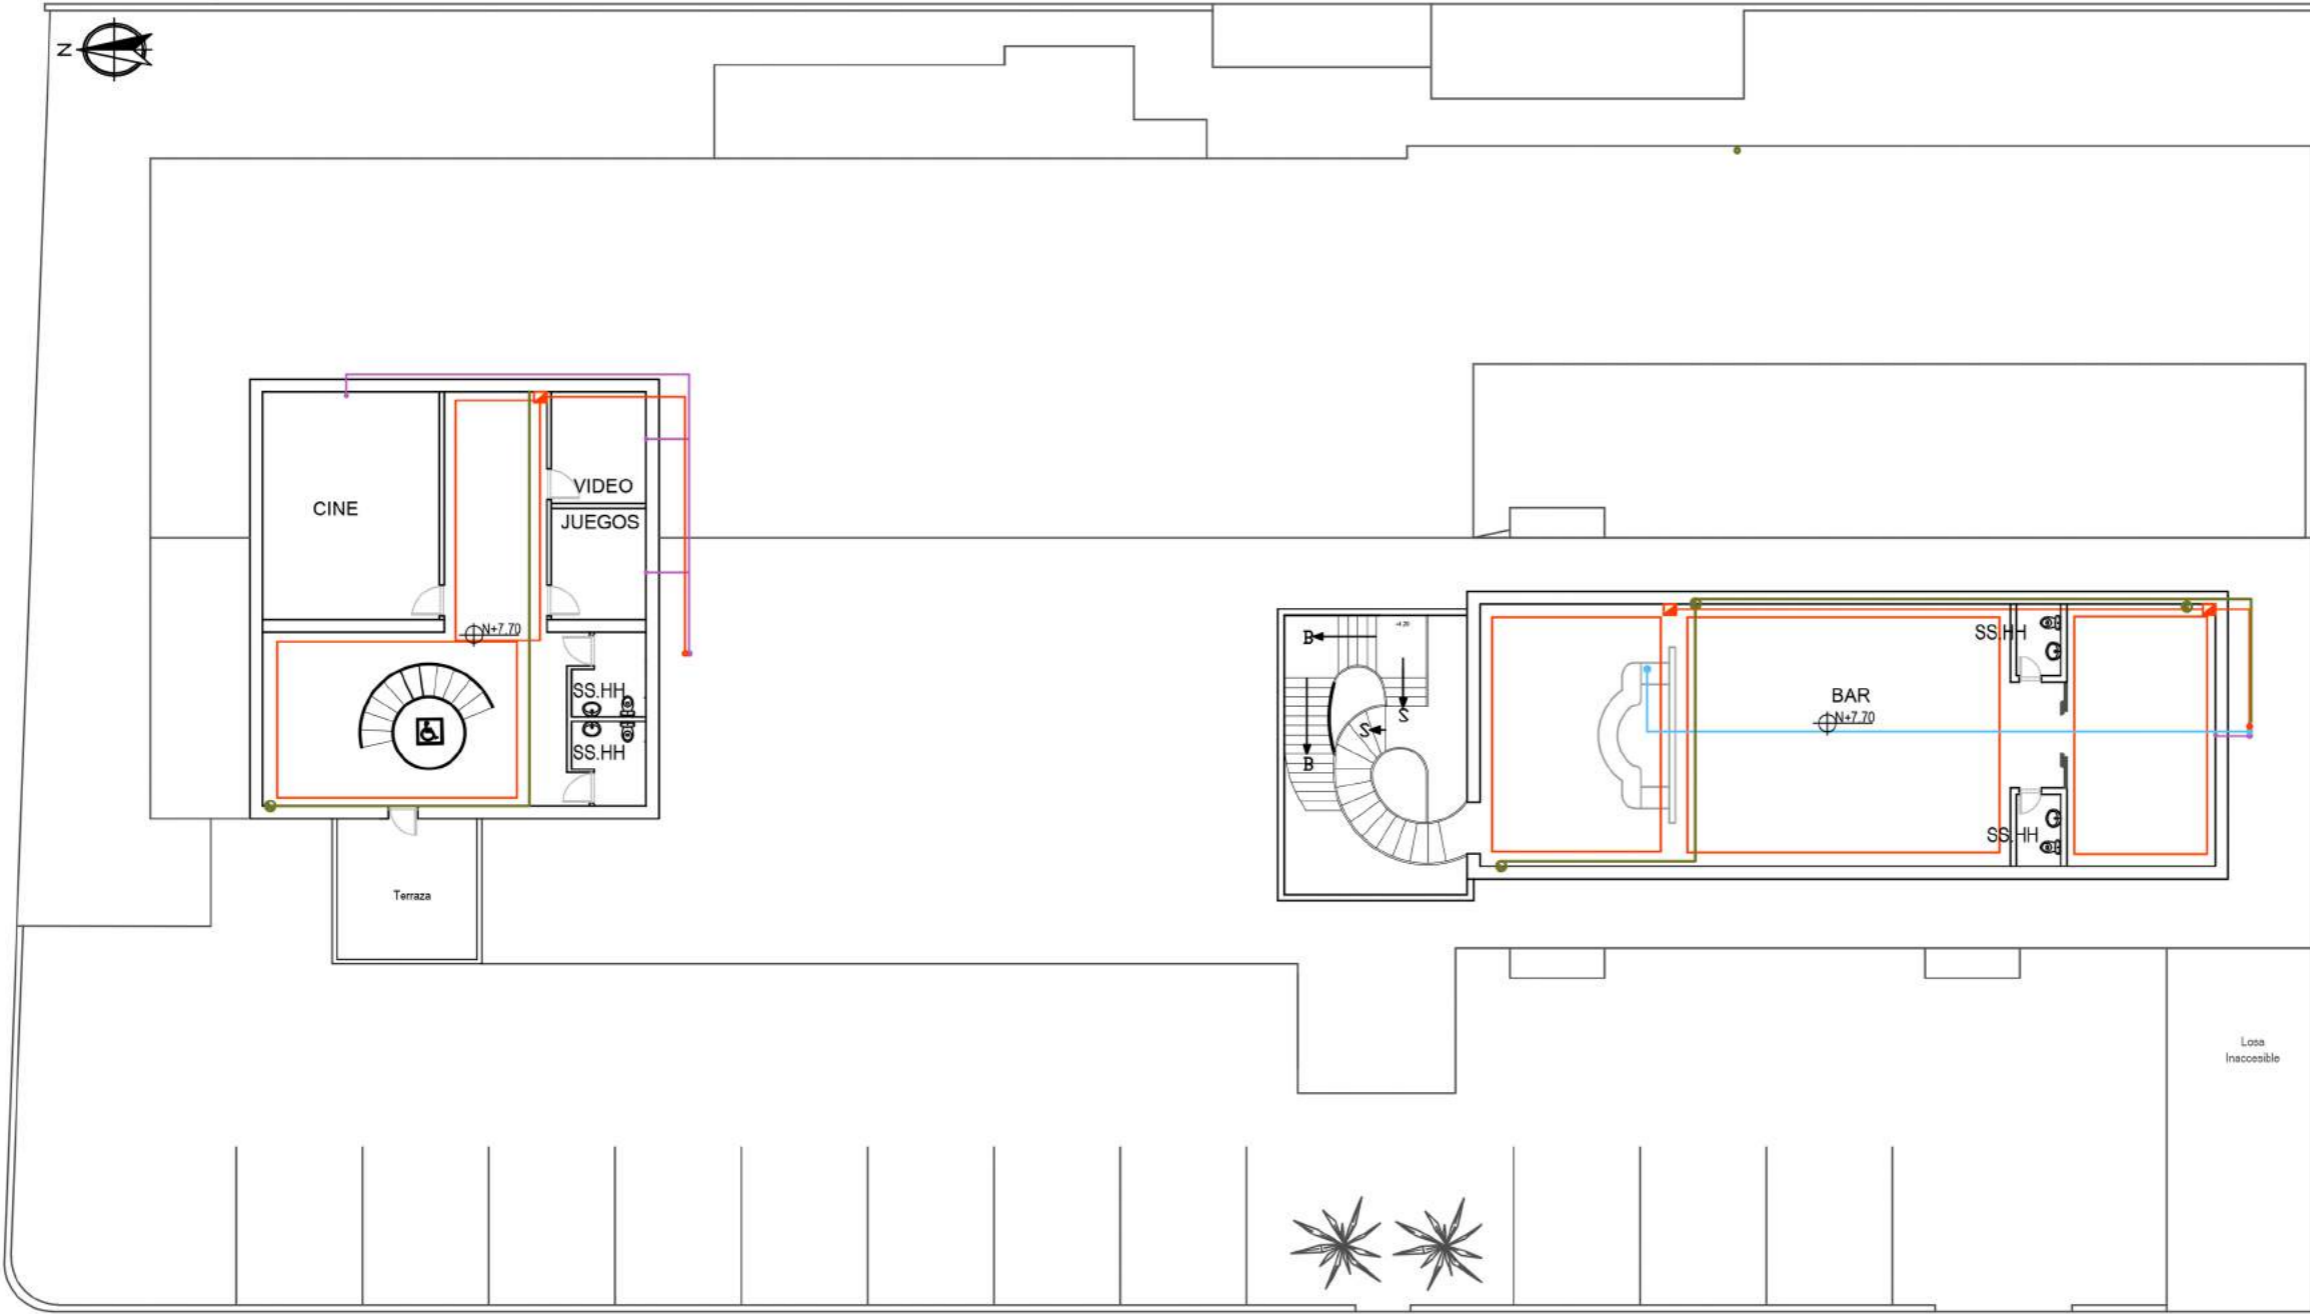 N
CINE
VIDEO
JUEGOS
N+7.70
SS.HH
SS.HH
Terraza
B
S
S
B
BAR
N+7.70
SS.HH
SS.HH
Losa
Inaccesible